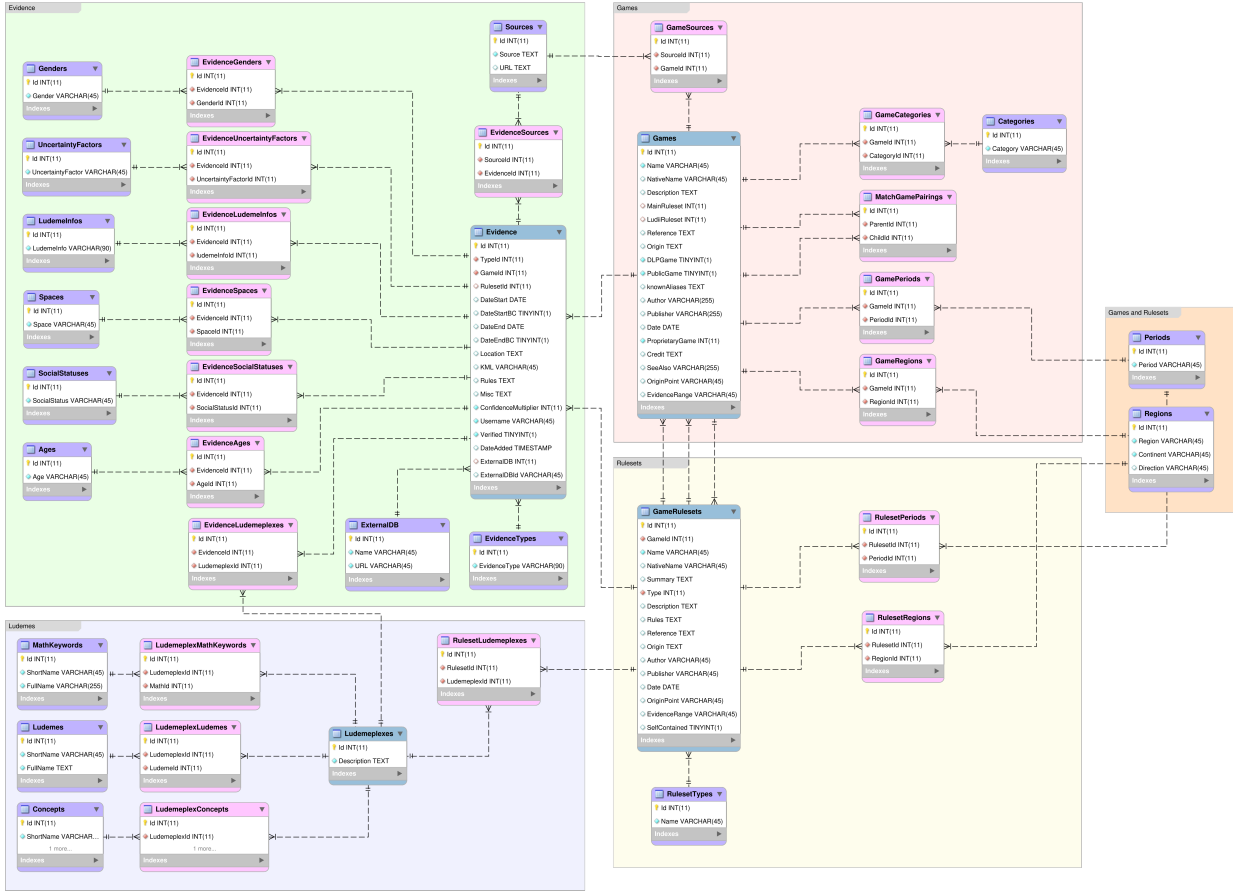 Evidence
Genders
Id INT(11)
Gender VARCHAR(45)
Indexes
EvidenceGenders
Id INT(11)
EvidenceId INT(11)
GenderId INT(11)
Indexes
UncertaintyFactors
Id INT(11)
UncertaintyFactor VARCHAR(45)
Indexes
EvidenceUncertaintyFactors
Id INT(11)
EvidenceId INT(11)
UncertaintyFactorId INT(11)
Indexes
LudemeInfos
Id INT(11)
LudemeInfo VARCHAR(90)
Indexes
EvidenceLudemeInfos
Id INT(11)
EvidenceId INT(11)
ludemeInfoId INT(11)
Indexes
Spaces
Id INT(11)
Space VARCHAR(45)
Indexes
EvidenceSpaces
Id INT(11)
EvidenceId INT(11)
SpaceId INT(11)
Indexes
SocialStatuses
Id INT(11)
SocialStatus VARCHAR(45)
Indexes
EvidenceSocialStatuses
Id INT(11)
EvidenceId INT(11)
SocialStatusId INT(11)
Indexes
Ages
Id INT(11)
Age VARCHAR(45)
Indexes
EvidenceAges
Id INT(11)
EvidenceId INT(11)
AgeId INT(11)
Indexes
EvidenceLudemeplexes
Id INT(11)
EvidenceId INT(11)
LudemeplexId INT(11)
Indexes
ExternalDB
Id INT(11)
Name VARCHAR(45)
URL VARCHAR(45)
Indexes
Sources
Id INT(11)
Source TEXT
URL TEXT
Indexes
EvidenceSources
Id INT(11)
SourceId INT(11)
EvidenceId INT(11)
Indexes
Evidence
Id INT(11)
TypeId INT(11)
GameId INT(11)
RulesetId INT(11)
DateStart DATE
DateStartBC TINYINT(1)
DateEnd DATE
DateEndBC TINYINT(1)
Location TEXT
KML VARCHAR(45)
Rules TEXT
Misc TEXT
ConfidenceMultiplier INT(11)
Username VARCHAR(45)
Verified TINYINT(1)
DateAdded TIMESTAMP
ExternalDB INT(11)
ExternalDBId VARCHAR(45)
Indexes
EvidenceTypes
Id INT(11)
EvidenceType VARCHAR(90)
Indexes
Games
GameSources
Id INT(11)
SourceId INT(11)
GameId INT(11)
Indexes
Games
Id INT(11)
Name VARCHAR(45)
NativeName VARCHAR(45)
Description TEXT
MainRuleset INT(11)
LudiiRuleset INT(11)
Reference TEXT
Origin TEXT
DLPGame TINYINT(1)
PublicGame TINYINT(1)
knownAliases TEXT
Author VARCHAR(255)
Publisher VARCHAR(255)
Date DATE
ProprietaryGame INT(11)
Credit TEXT
SeeAlso VARCHAR(255)
OriginPoint VARCHAR(45)
EvidenceRange VARCHAR(45)
Indexes
GameCategories
Id INT(11)
GameId INT(11)
CategoryId INT(11)
Indexes
Categories
Id INT(11)
Category VARCHAR(45)
Indexes
MatchGamePairings
Id INT(11)
ParentId INT(11)
ChildId INT(11)
Indexes
GamePeriods
Id INT(11)
GameId INT(11)
PeriodId INT(11)
Indexes
GameRegions
Id INT(11)
GameId INT(11)
RegionId INT(11)
Indexes
Games and Rulesets
Periods
Id INT(11)
Period VARCHAR(45)
Indexes
Regions
Id INT(11)
Region VARCHAR(45)
Continent VARCHAR(45)
Direction VARCHAR(45)
Indexes
Rulesets
GameRulesets
Id INT(11)
GameId INT(11)
Name VARCHAR(45)
NativeName VARCHAR(45)
Summary TEXT
Type INT(11)
Description TEXT
Rules TEXT
Reference TEXT
Origin TEXT
Author VARCHAR(45)
Publisher VARCHAR(45)
Date DATE
OriginPoint VARCHAR(45)
EvidenceRange VARCHAR(45)
SelfContained TINYINT(1)
Indexes
RulesetPeriods
Id INT(11)
RulesetId INT(11)
PeriodId INT(11)
Indexes
RulesetRegions
Id INT(11)
RulesetId INT(11)
RegionId INT(11)
Indexes
RulesetTypes
Id INT(11)
Name VARCHAR(45)
Indexes
Ludemes
MathKeywords
Id INT(11)
ShortName VARCHAR(45)
FullName VARCHAR(255)
Indexes
LudemeplexMathKeywords
Id INT(11)
LudemeplexId INT(11)
MathId INT(11)
Indexes
Ludemes
Id INT(11)
ShortName VARCHAR(45)
FullName TEXT
Indexes
LudemeplexLudemes
Id INT(11)
LudemeplexId INT(11)
LudemeId INT(11)
Indexes
Concepts
Id INT(11)
ShortName VARCHAR...
1 more...
Indexes
LudemeplexConcepts
Id INT(11)
LudemeplexId INT(11)
1 more...
Indexes
Ludemeplexes
Id INT(11)
Description TEXT
Indexes
RulesetLudemeplexes
Id INT(11)
RulesetId INT(11)
LudemeplexId INT(11)
Indexes